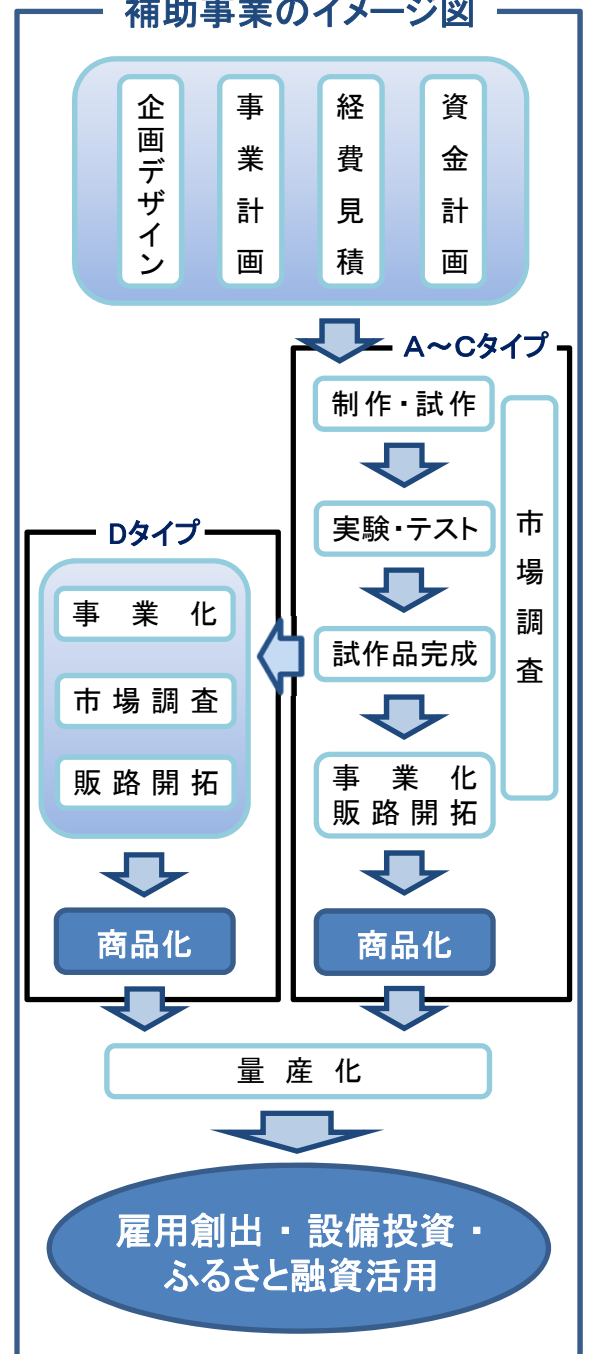 補助事業のイメージ図
企画デザイン
事業計画
経費見積
資金計画
A～Cタイプ
制作・試作
実験・テスト
試作品完成
事業化
販路開拓
市場調査
商品化
Dタイプ
事業化
市場調査
販路開拓
商品化
量産化
雇用創出・設備投資・
ふるさと融資活用